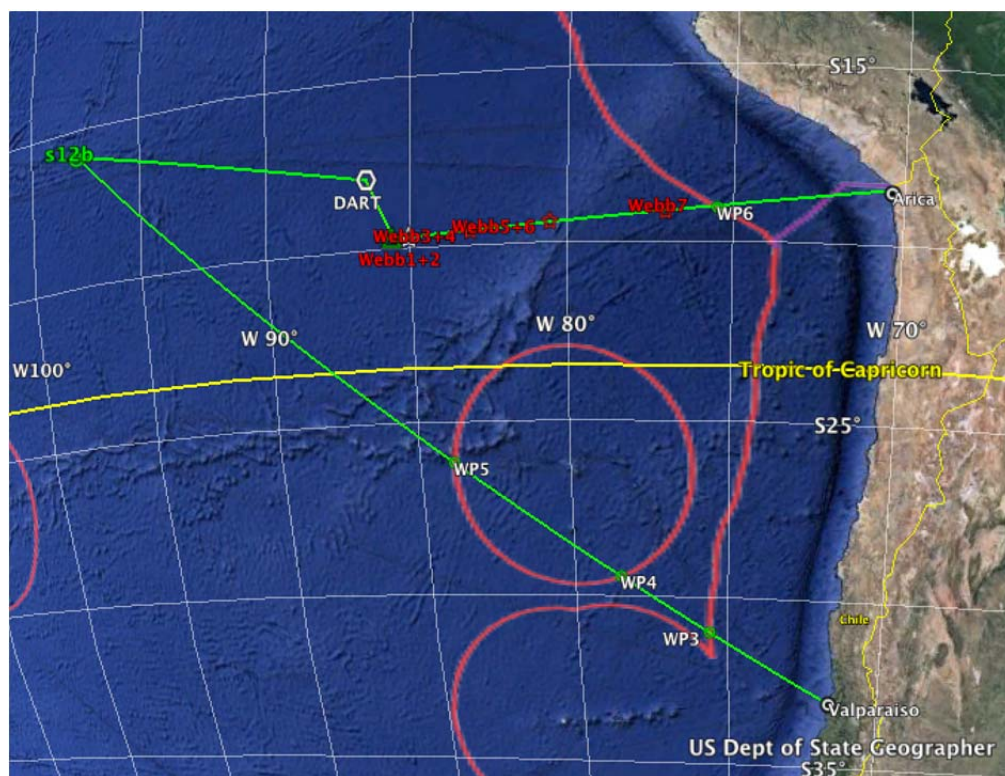 S15°
s12b
DART
Webb7
WP6
Arica
Webb3+4
Webb5+6
Webb1+2
W 90°
W 80°
W 70°
W100°
Tropic of Capricorn
S25°
WP5
WP4
Chile
WP3
Valparaiso
US Dept of State Geographer
S35°